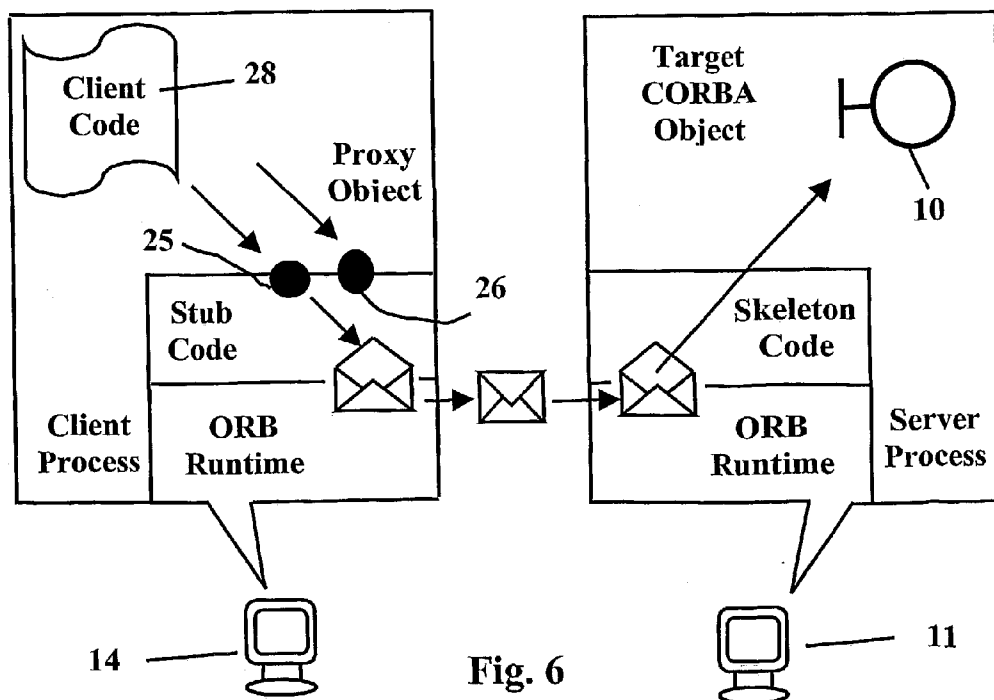 Client
Code
28
Proxy
Object
25
26
Stub
Code
Client
Process
ORB
Runtime
14
Target
CORBA
Object
10
Skeleton
Code
ORB
Runtime
Server
Process
11
Fig. 6